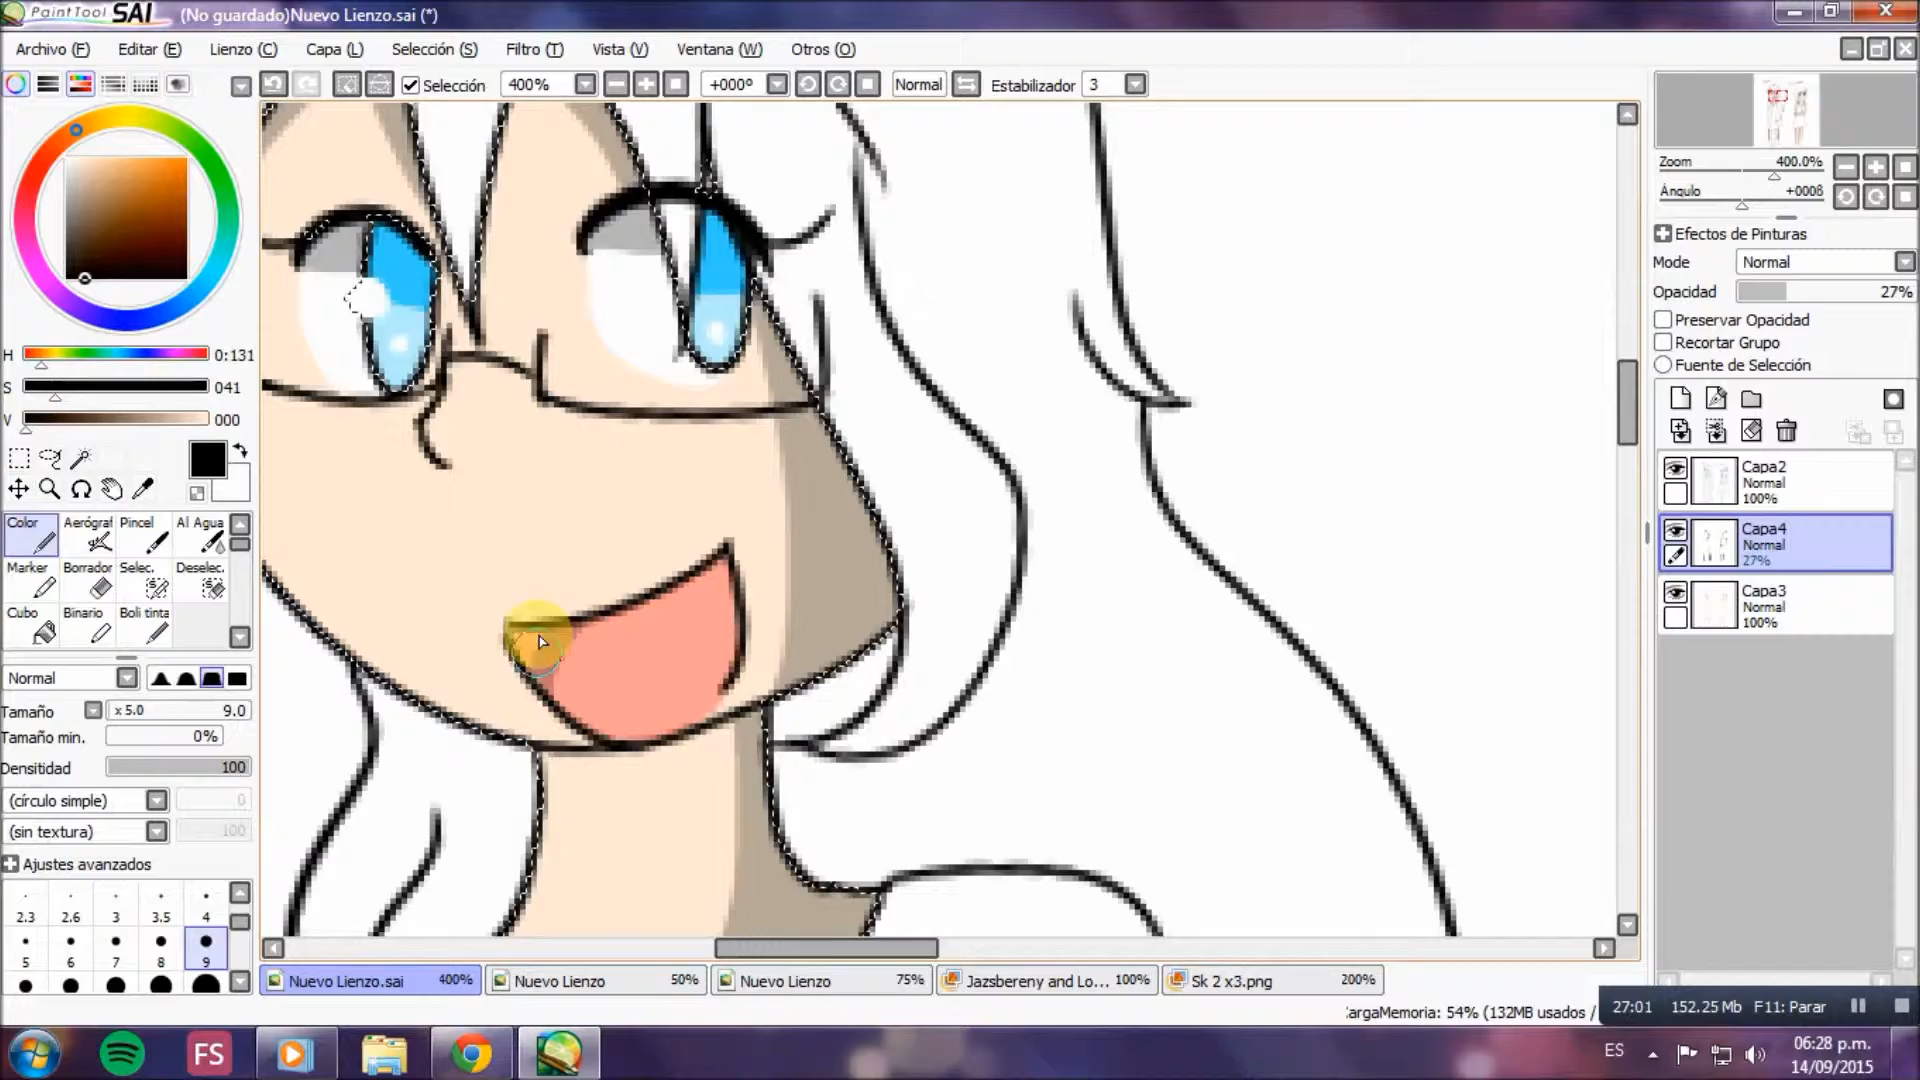 PaintTool SAI (No guardado)Nuevo Lienzo.sai (*)
Archivo (F) Editar (E) Lienzo (C) Capa (L) Selección (S) Filtro (T) Vista (V) Ventana (W) Otros (O)
Selección 400% +000º Normal Estabilizador 3
Zoom 400.0%
Ángulo +000ß
Efectos de Pinturas
Mode Normal
Opacidad 27%
Preservar Opacidad
Recortar Grupo
Fuente de Selección
Capa2
Normal
100%
Capa4
Normal
27%
Capa3
Normal
100%
H 0:131
S 041
V 000
Color Aerógraf Pincel Al Agua
Marker Borrador Selec. Deselec.
Cubo Binario Boli tinta
Normal
Tamaño x 5.0 9.0
Tamaño min. 0%
Densitidad 100
(círculo simple) 0
(sin textura) 100
Ajustes avanzados
2.3 2.6 3 3.5 4
5 6 7 8 9
Nuevo Lienzo.sai 400% Nuevo Lienzo 50% Nuevo Lienzo 75% Jazsbereny and Lo... 100% Sk 2 x3.png 200%
argaMemoria: 54% (132MB usados /
27:01 152.25 Mb F11: Parar
FS
ES
06:28 p.m.
14/09/2015